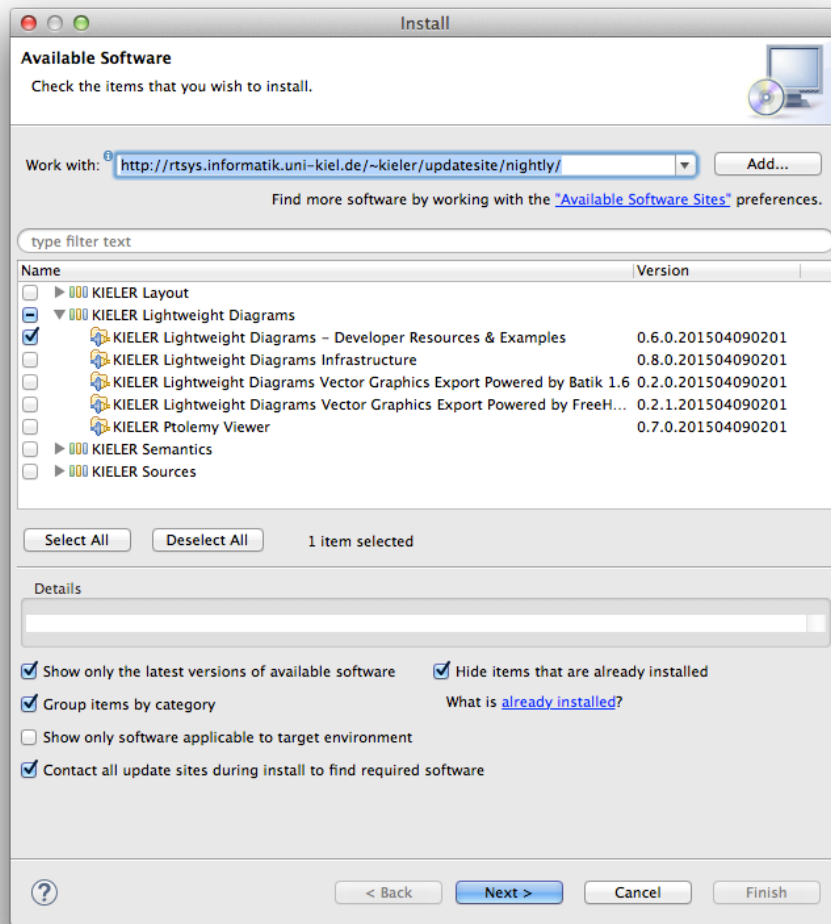 Install
Available Software
Check the items that you wish to install.
Work with: http://rtsys.informatik.uni-kiel.de/~kieler/updatesite/nightly/ Add...
Find more software by working with the "Available Software Sites" preferences.
type filter text
Name Version
KIELER Layout
KIELER Lightweight Diagrams
KIELER Lightweight Diagrams - Developer Resources & Examples 0.6.0.201504090201
KIELER Lightweight Diagrams Infrastructure 0.8.0.201504090201
KIELER Lightweight Diagrams Vector Graphics Export Powered by Batik 1.6 0.2.0.201504090201
KIELER Lightweight Diagrams Vector Graphics Export Powered by FreeH... 0.2.1.201504090201
KIELER Ptolemy Viewer 0.7.0.201504090201
KIELER Semantics
KIELER Sources
Select All Deselect All 1 item selected
Details
Show only the latest versions of available software Hide items that are already installed
Group items by category What is already installed?
Show only software applicable to target environment
Contact all update sites during install to find required software
? < Back Next > Cancel Finish